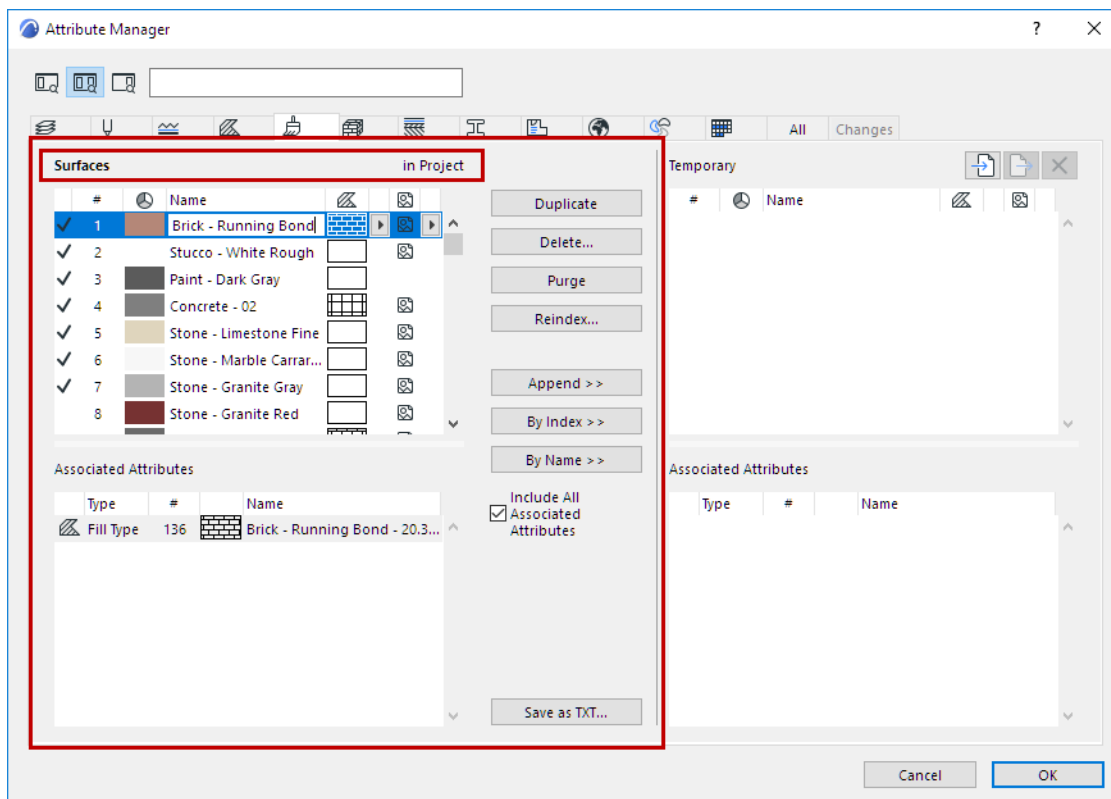 Attribute Manager
?
All Changes
Surfaces in Project
# Name
1 Brick - Running Bond
2 Stucco - White Rough
3 Paint - Dark Gray
4 Concrete - 02
5 Stone - Limestone Fine
6 Stone - Marble Carrar...
7 Stone - Granite Gray
8 Stone - Granite Red
Associated Attributes
Type # Name
Fill Type 136 Brick - Running Bond - 20.3...
Duplicate
Delete...
Purge
Reindex...
Append >>
By Index >>
By Name >>
Include All
Associated
Attributes
Save as TXT...
Temporary
# Name
Associated Attributes
Type # Name
Cancel OK